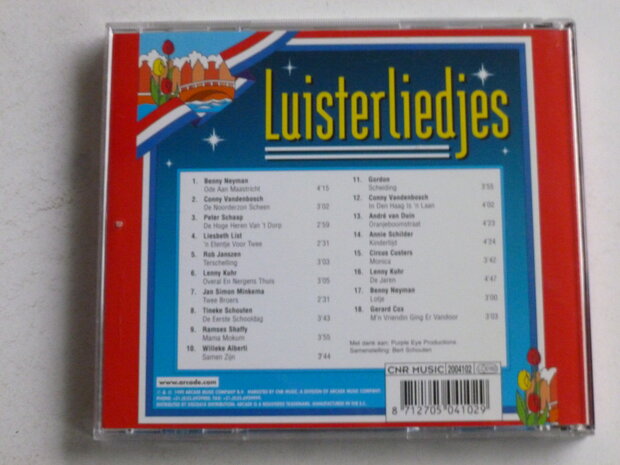 Luisterliedjes
1. Benny Neyman
Ode Aan Maastricht 4'15
2. Conny Vandenbosch
De Noorderzon Scheen 3'02
3. Peter Schaap
De Hoge Heren Van 't Dorp 2'59
4. Liesbeth List
'n Etentje Voor Twee 2'31
5. Rob Janszen
Terschelling 3'03
6. Lenny Kuhr
Overal En Nergens Thuis 3'05
7. Jan Simon Minkema
Twee Broers 2'31
8. Tineke Schouten
De Eerste Schooldag 3'43
9. Ramses Shaffy
Mama Mokum 3'55
10. Willeke Alberti
Samen Zijn 3'44
11. Gordon
Scheiding 3'55
12. Conny Vandenbosch
In Den Haag Is 'n Laan 4'02
13. André van Duin
Oranjeboomstraat 4'23
14. Annie Schilder
Kindertijd 4'24
15. Circus Custers
Monica 3'42
16. Lenny Kuhr
De Jaren 4'47
17. Benny Neyman
Lotje 3'00
18. Gerard Cox
M'n Vriendin Ging Er Vandoor 3'03
Met dank aan: Purple Eye Productions.
Samenstelling: Bert Schouten
www.arcade.com
CNR MUSIC 2004102
8 712705 041029